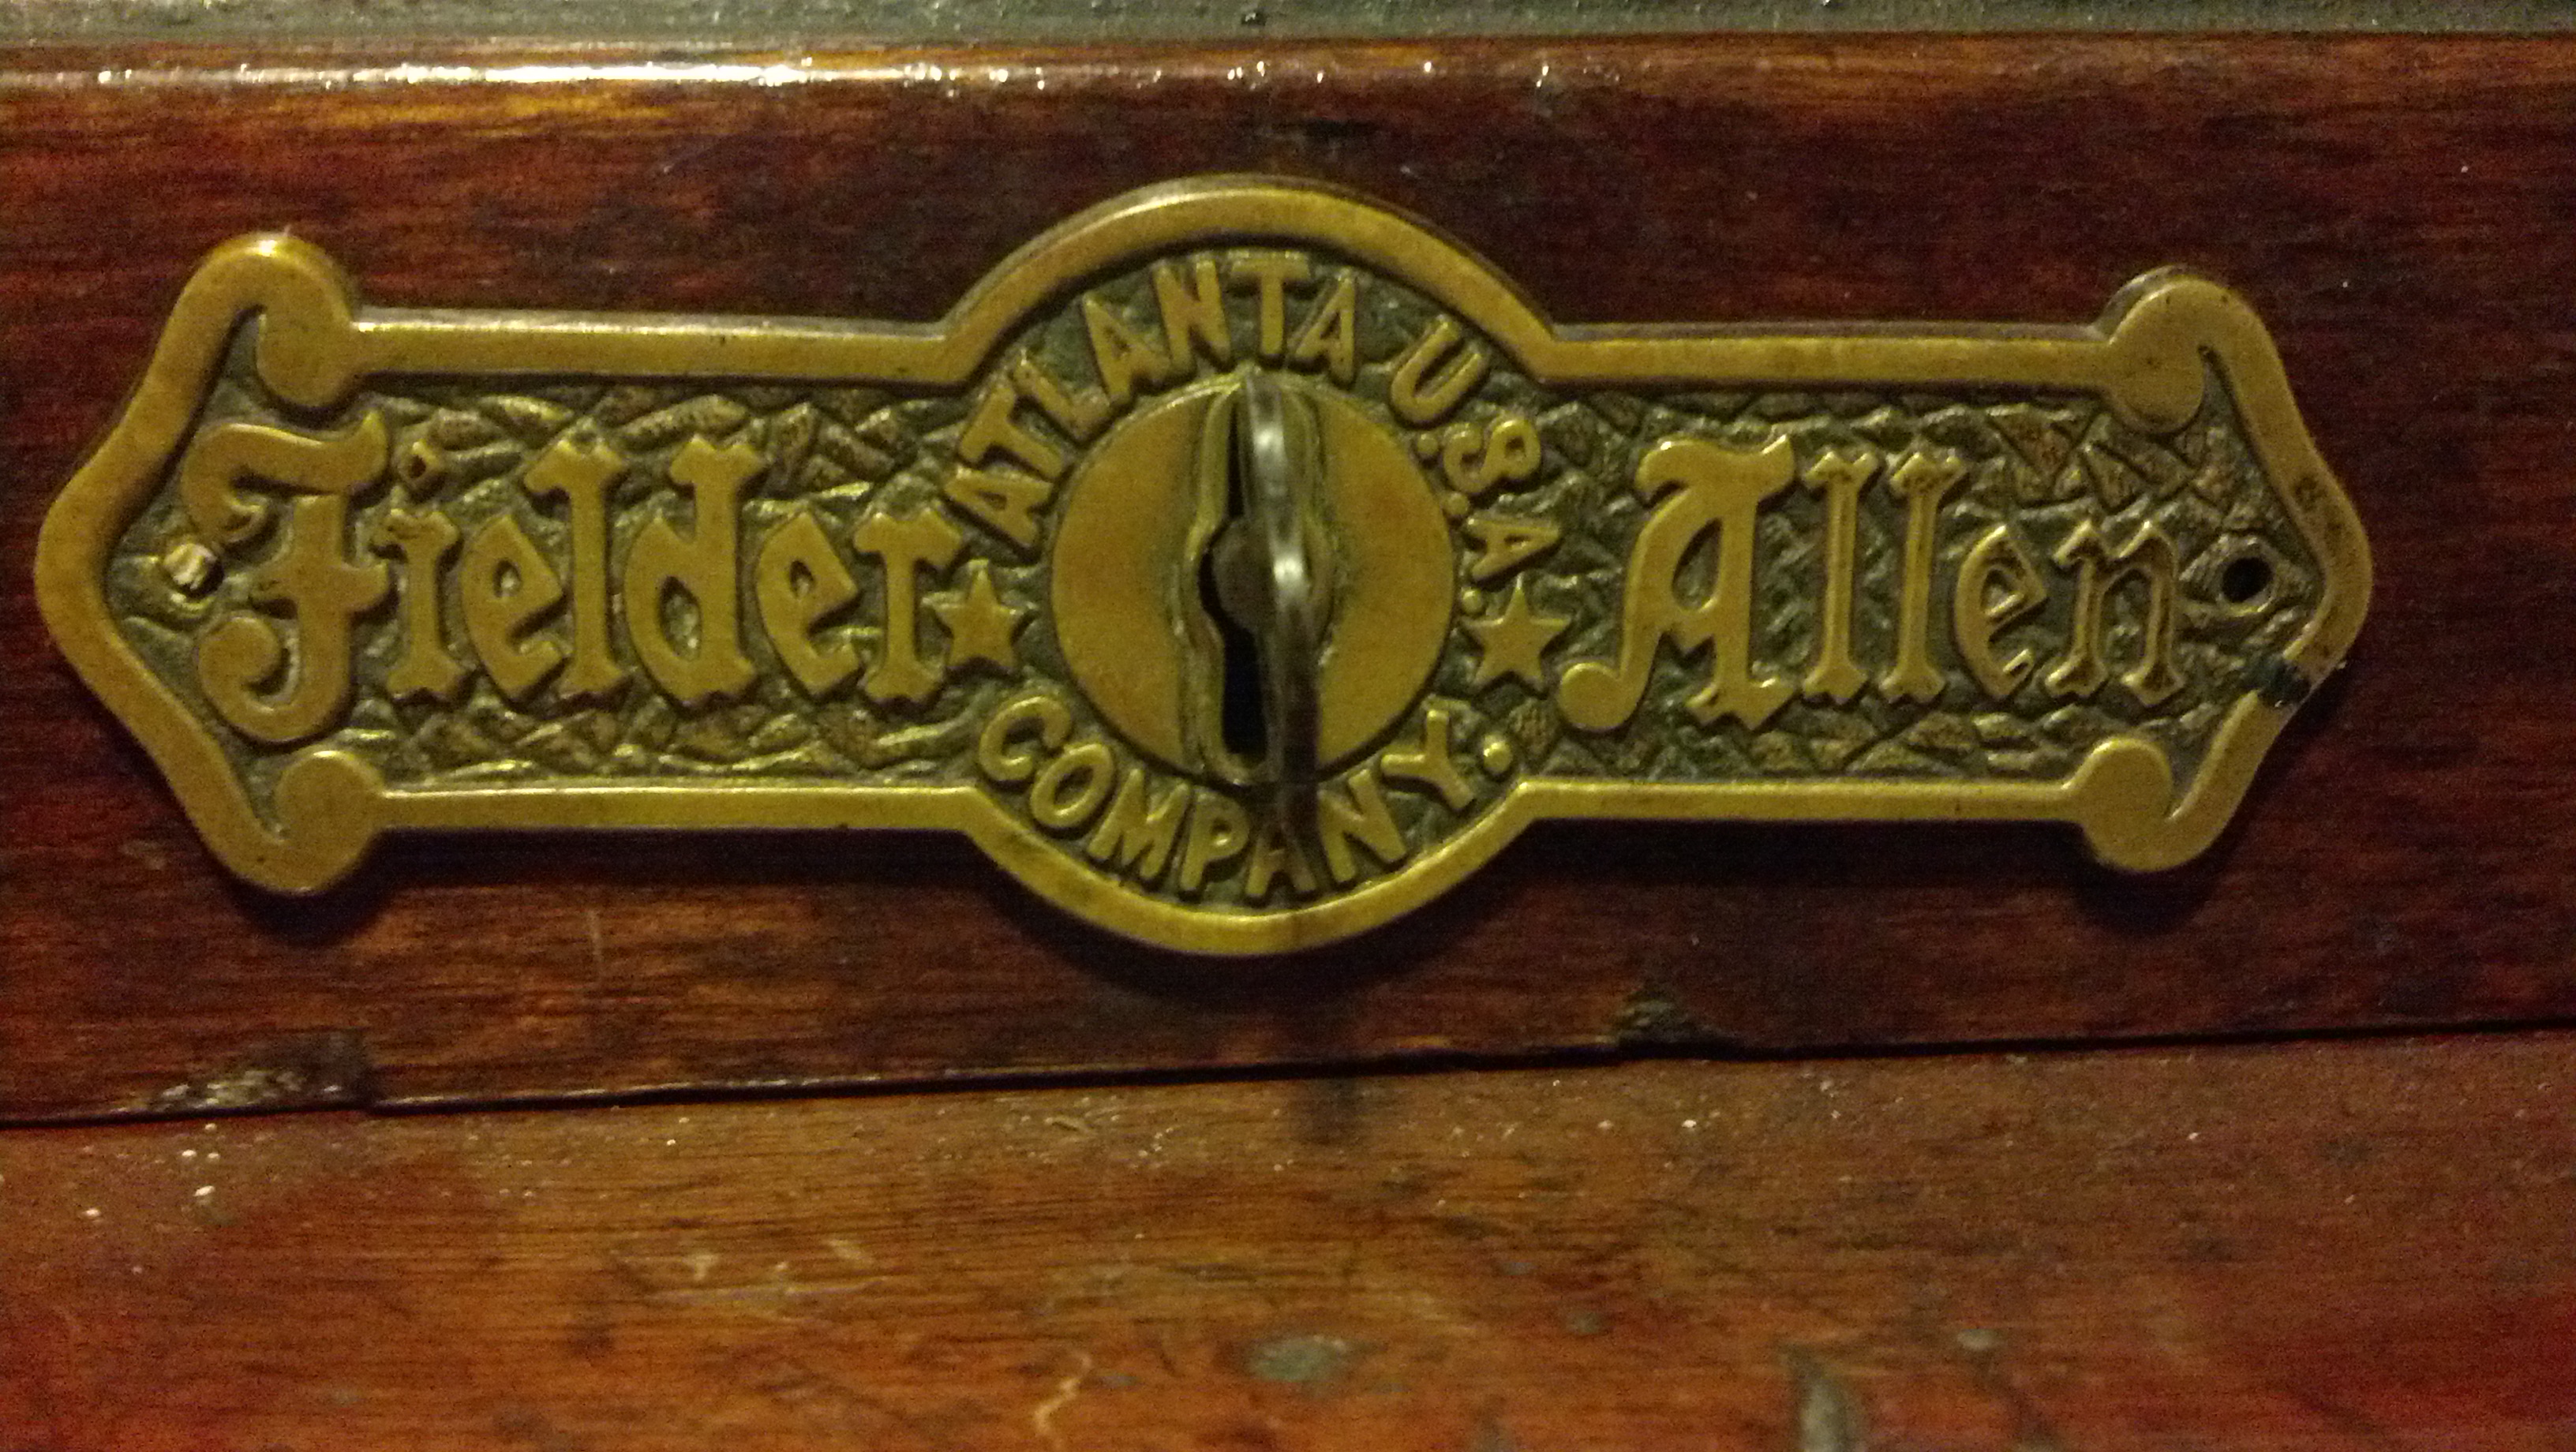 Fielder
ATLANTA U.S.A.
COMPANY.
Allen